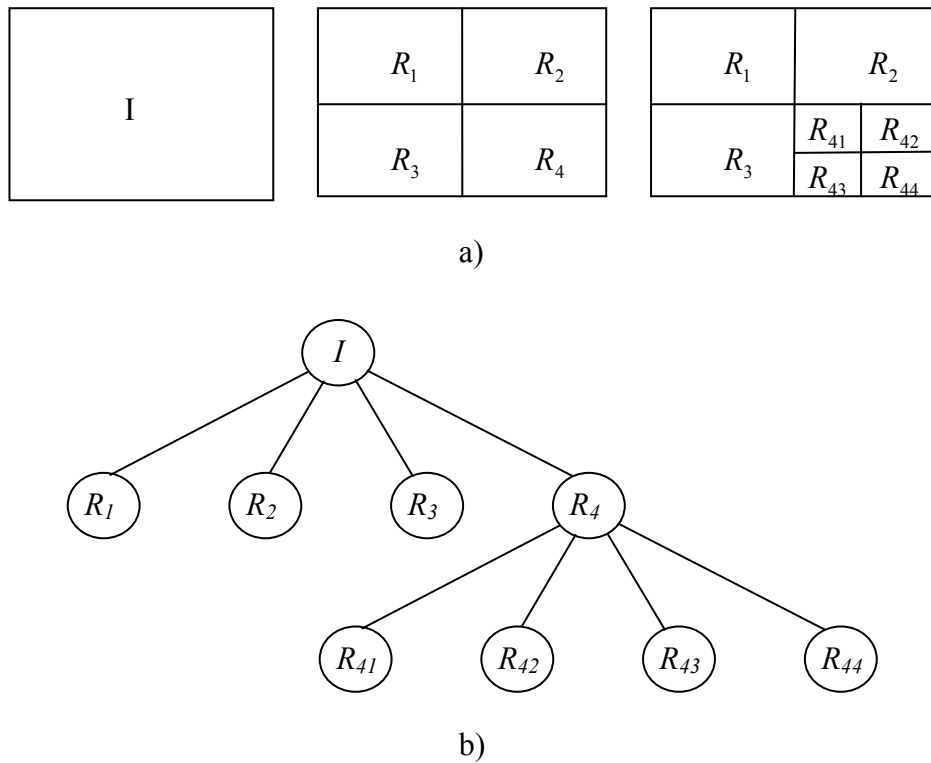 R₁ R₂ R₁ R₂
I
R₄₁ R₄₂
R₃ R₄ R₃
R₄₃ R₄₄
a)
I
R₁ R₂ R₃ R₄
R₄₁ R₄₂ R₄₃ R₄₄
b)